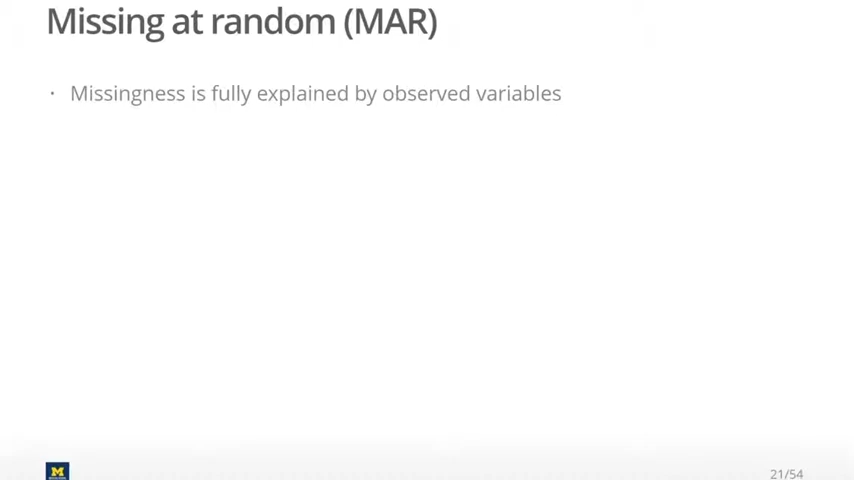 Missing at random (MAR)
· Missingness is fully explained by observed variables
M
21/54